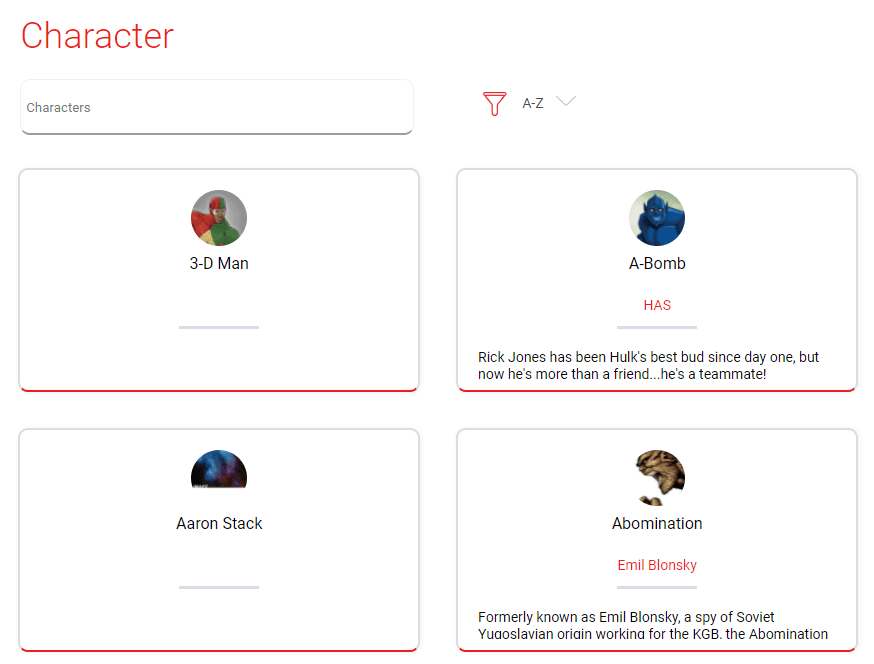 Character
Characters
A-Z
3-D Man
A-Bomb
HAS
Rick Jones has been Hulk's best bud since day one, but
now he's more than a friend...he's a teammate!
Aaron Stack
Abomination
Emil Blonsky
Formerly known as Emil Blonsky, a spy of Soviet
Yugoslavian origin working for the KGB, the Abomination